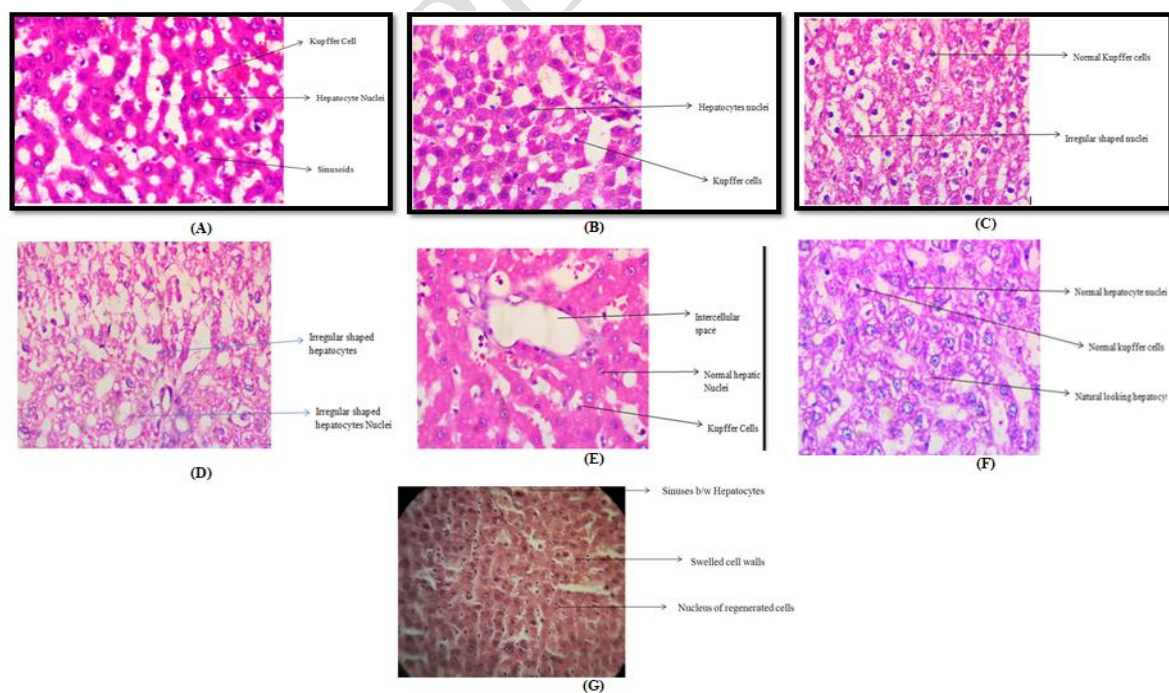 Kupffer Cell
Hepatocyte Nuclei
Sinusoids
(A)
Hepatocytes nuclei
Kupffer cells
(B)
Normal Kupffer cells
Irregular shaped nuclei
(C)
Irregular shaped
hepatocytes
Irregular shaped
hepatocytes Nuclei
(D)
Intercellular
space
Normal hepatic
Nuclei
Kupffer Cells
(E)
Normal hepatocyte nuclei
Normal kupffer cells
Natural looking hepatocyt
(F)
Sinuses b/w Hepatocytes
Swelled cell walls
Nucleus of regenerated cells
(G)